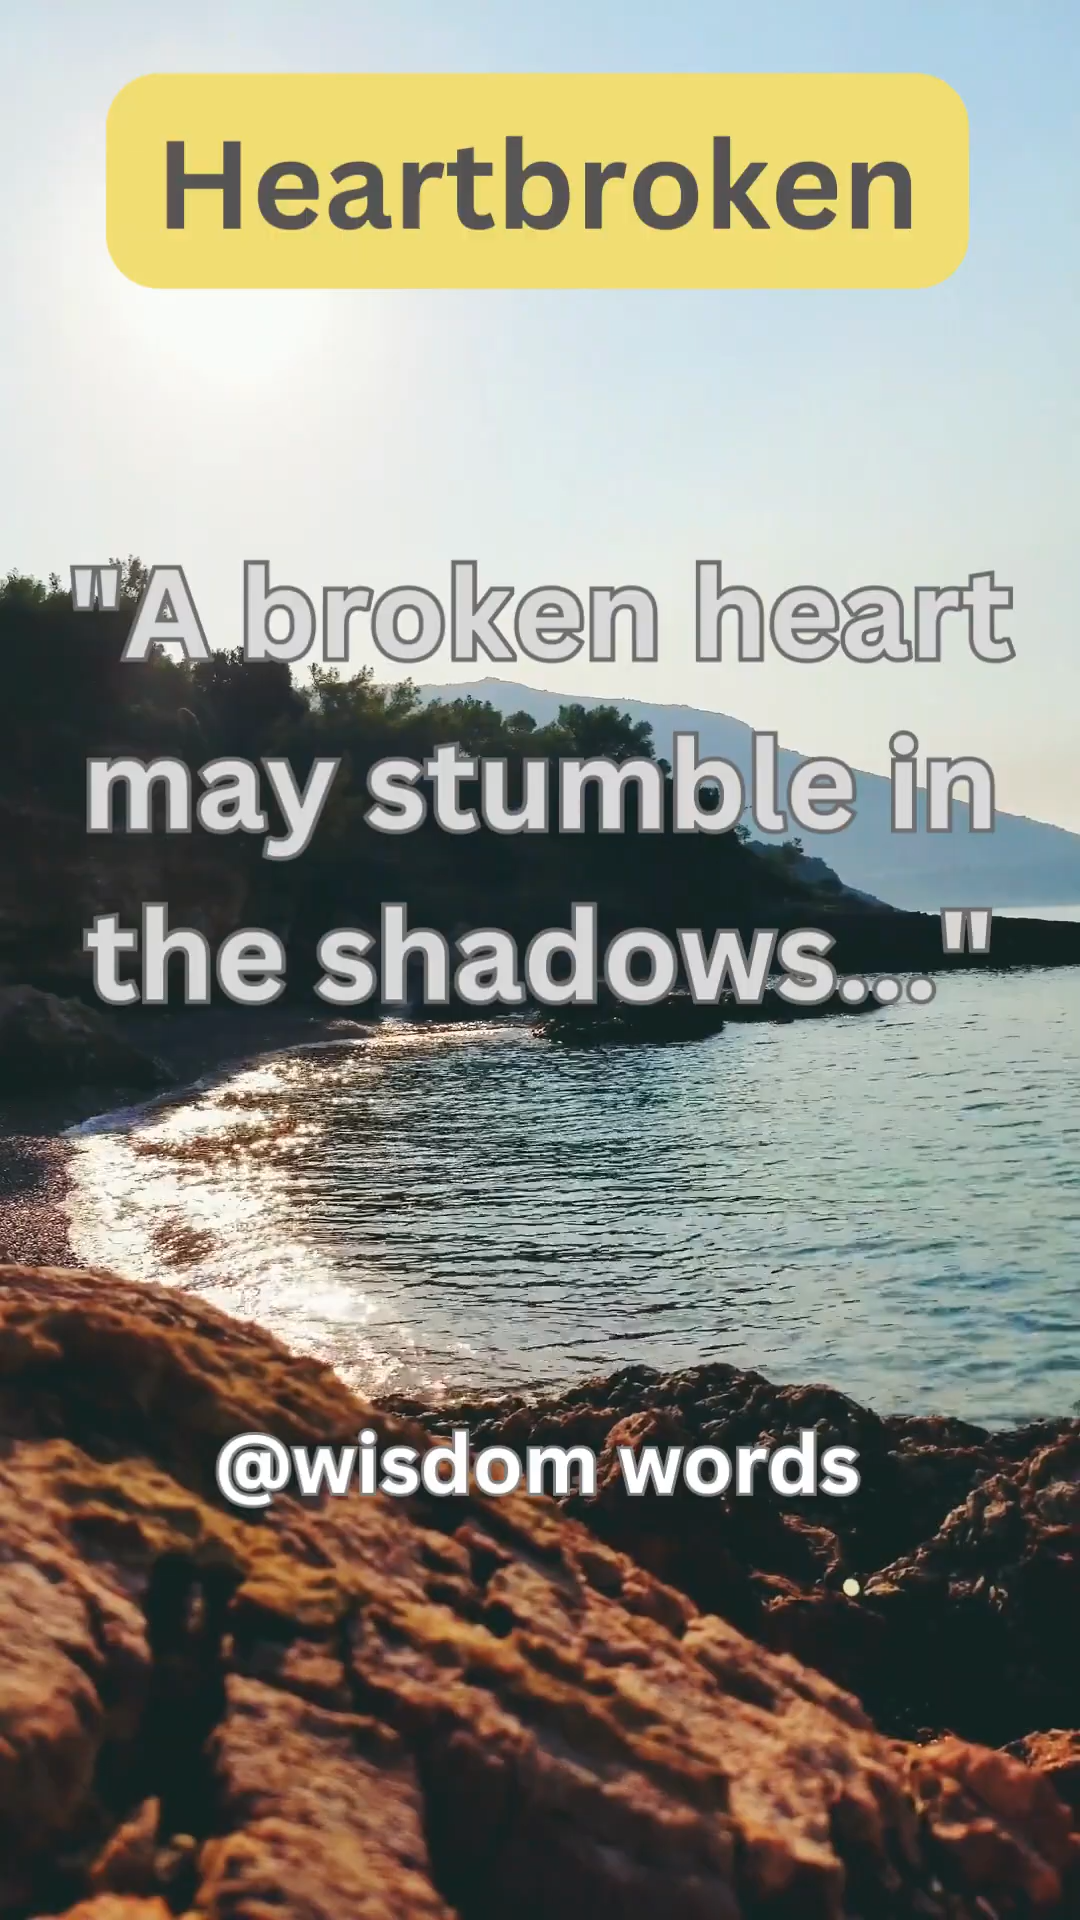 Heartbroken
"A broken heart
may stumble in
the shadows..."
@wisdom words